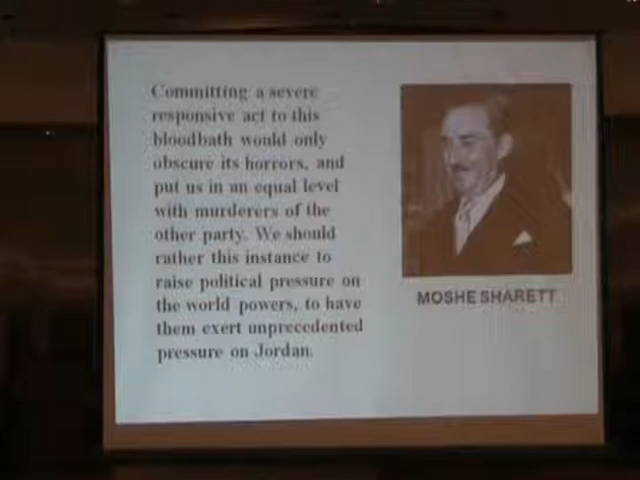 Committing a severe
responsive act to this
bloodbath would only
obscure its horrors, and
put us in an equal level
with murderers of the
other party. We should
rather this instance to
raise political pressure on
the world powers, to have
them exert unprecedented
pressure on Jordan.
MOSHE SHARETT